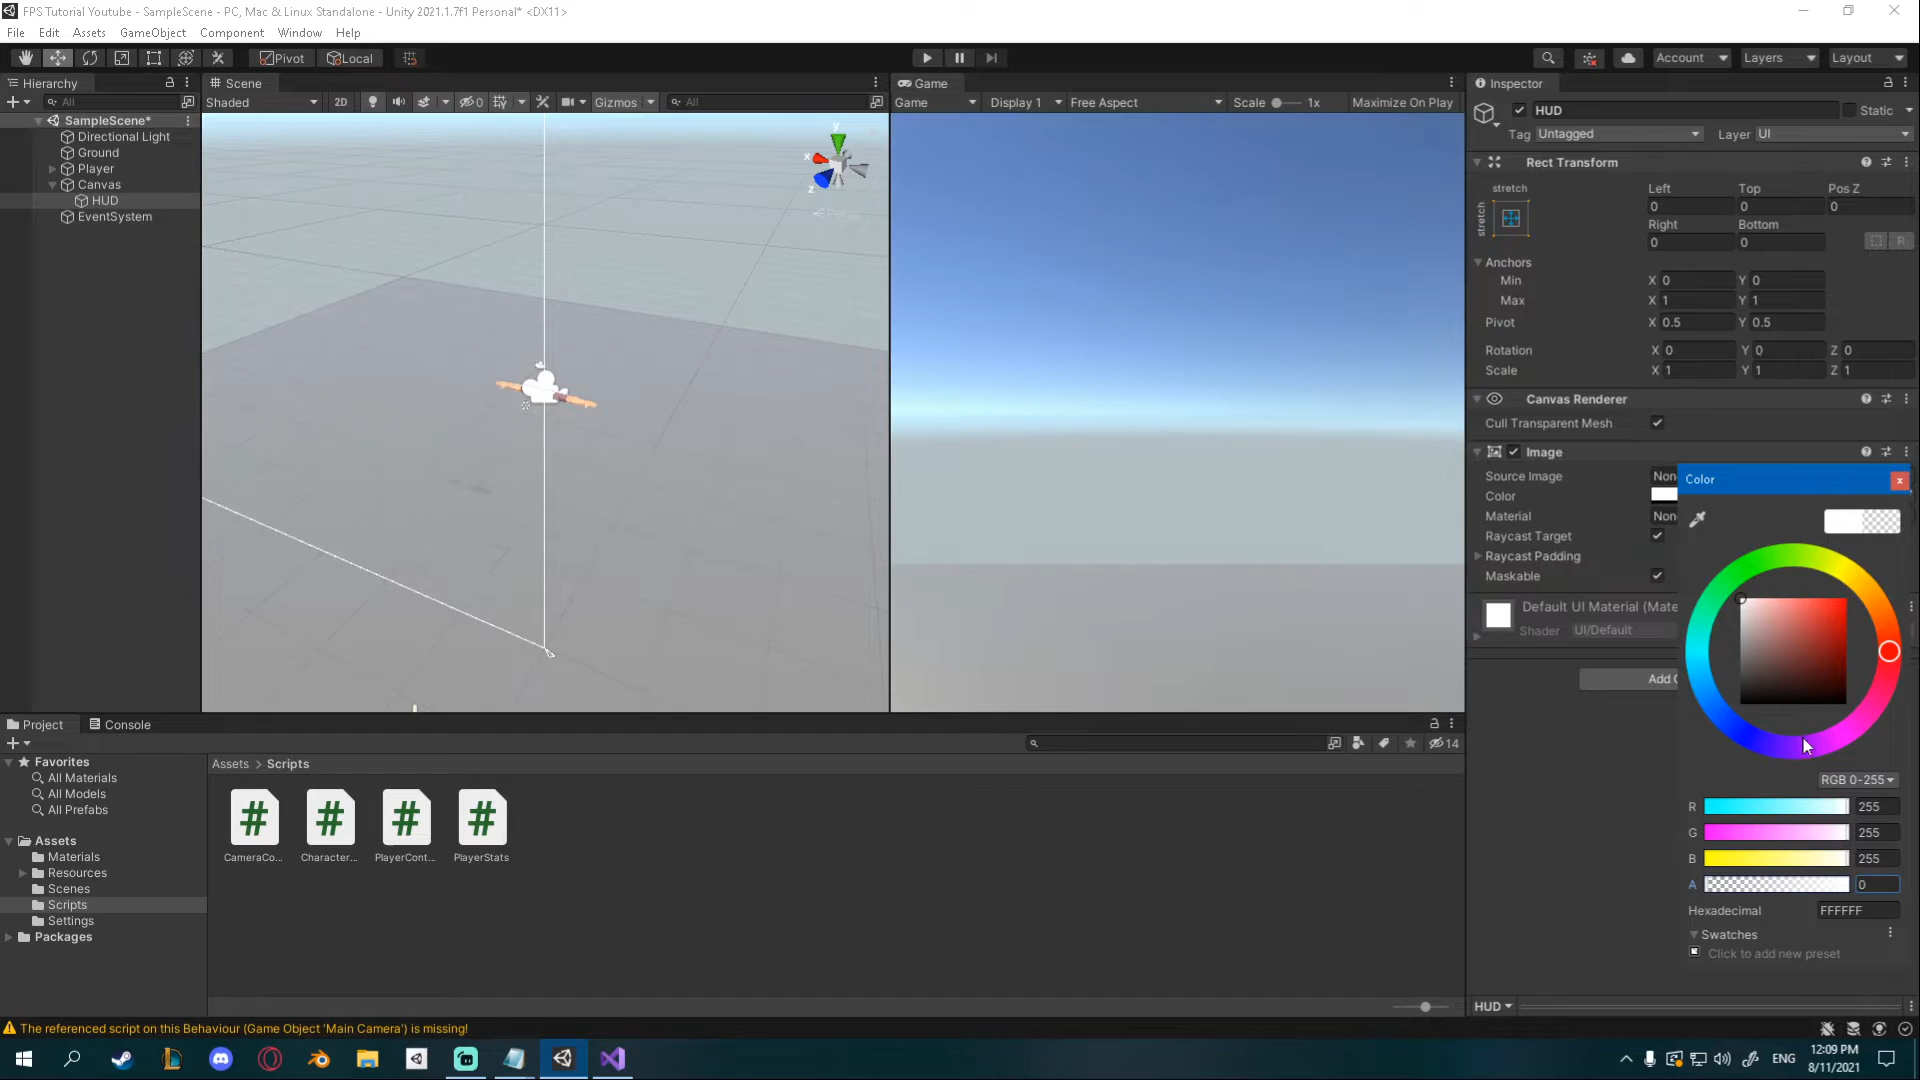 FPS Tutorial Youtube - SampleScene - PC, Mac & Linux Standalone - Unity 2021.1.7f1 Personal* <DX11>
File Edit Assets GameObject Component Window Help
Pivot Local Account Layers Layout
Hierarchy
All
SampleScene*
Directional Light
Ground
Player
Canvas
HUD
EventSystem
Scene
Shaded 2D 0 Gizmos All
y
x
z
Persp
Game
Game Display 1 Free Aspect Scale 1x Maximize On Play
Inspector
HUD Static
Tag Untagged Layer UI
Rect Transform
stretch Left Top Pos Z
stretch 0 0 0
Right Bottom
0 0 R
Anchors
Min X 0 Y 0
Max X 1 Y 1
Pivot X 0.5 Y 0.5
Rotation X 0 Y 0 Z 0
Scale X 1 Y 1 Z 1
Canvas Renderer
Cull Transparent Mesh
Image
Source Image Non
Color
Material Non
Raycast Target
Raycast Padding
Maskable
Default UI Material (Mate
Shader UI/Default
Add C
Color
RGB 0-255
R 255
G 255
B 255
A 0
Hexadecimal FFFFFF
Swatches
Click to add new preset
HUD
Project Console
14
Favorites
All Materials
All Models
All Prefabs
Assets
Materials
Resources
Scenes
Scripts
Settings
Packages
Assets > Scripts
CameraCo... Character... PlayerCont... PlayerStats
The referenced script on this Behaviour (Game Object 'Main Camera') is missing!
ENG
12:09 PM
8/11/2021